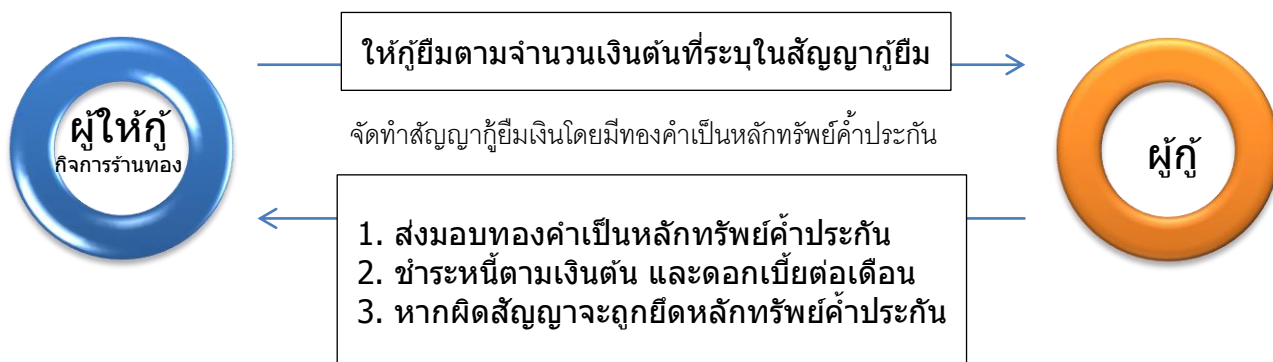 ให้กู้ยืมตามจำนวนเงินต้นที่ระบุในสัญญากู้ยืม
ผู้ให้กู้
กิจการร้านทอง
จัดทำสัญญากู้ยืมเงินโดยมีทองคำเป็นหลักทรัพย์ค้ำประกัน
ผู้กู้
1. ส่งมอบทองคำเป็นหลักทรัพย์ค้ำประกัน
2. ชำระหนี้ตามเงินต้น และดอกเบี้ยต่อเดือน
3. หากผิดสัญญาจะถูกยึดหลักทรัพย์ค้ำประกัน